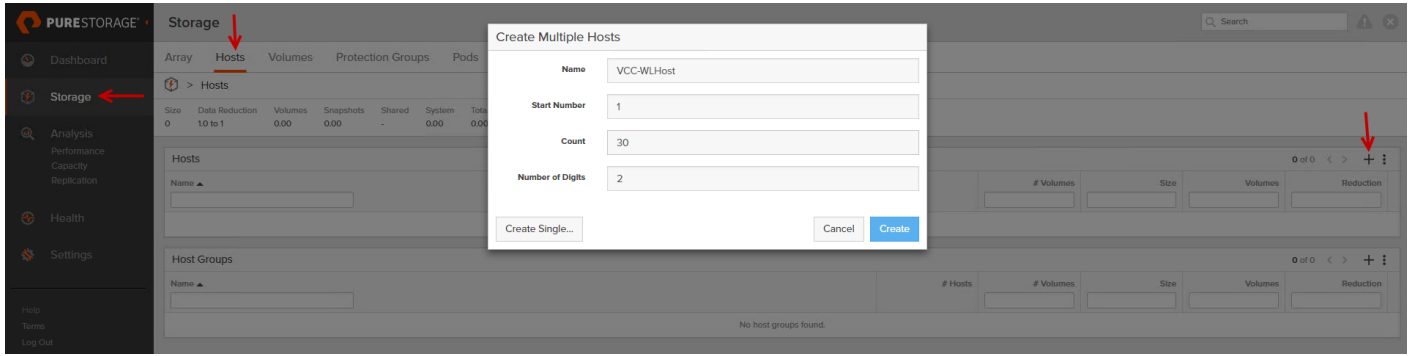 PURESTORAGE®
Dashboard
Storage
Analysis
Performance
Capacity
Replication
Health
Settings
Help
Terms
Log Out
Storage
Search
Array Hosts Volumes Protection Groups Pods
> Hosts
Size Data Reduction Volumes Snapshots Shared System Tota
0 1.0 to 1 0.00 0.00 - 0.00 0.00
Hosts
0 of 0 < >
Name # Volumes Size Volumes Reduction
Host Groups
0 of 0 < >
Name # Hosts # Volumes Size Volumes Reduction
No host groups found.
Create Multiple Hosts
Name VCC-WLHost
Start Number 1
Count 30
Number of Digits 2
Create Single... Cancel Create